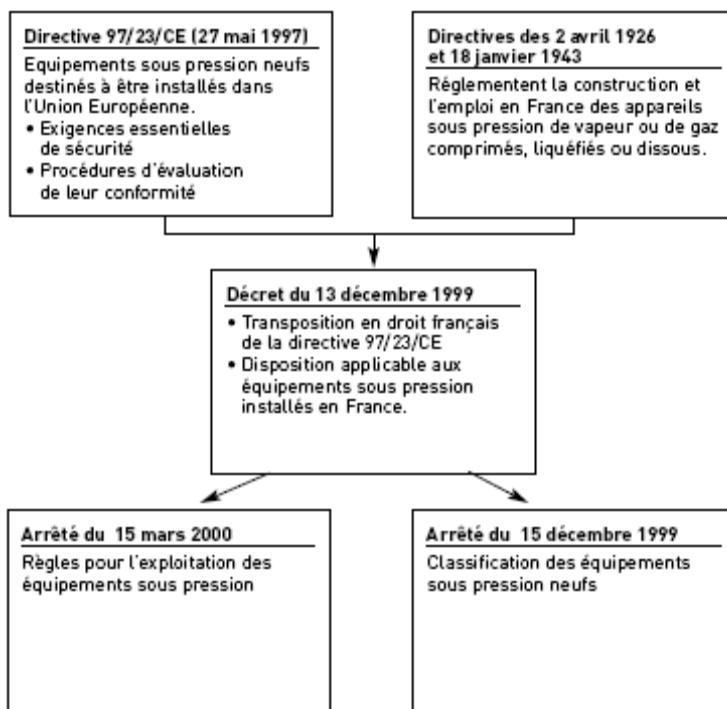 Directive 97/23/CE (27 mai 1997)
Equipements sous pression neufs
destinés à être installés dans
l'Union Européenne.
• Exigences essentielles
de sécurité
• Procédures d'évaluation
de leur conformité
Directives des 2 avril 1926
et 18 janvier 1943
Réglementent la construction et
l'emploi en France des appareils
sous pression de vapeur ou de gaz
comprimés, liquéfiés ou dissous.
Décret du 13 décembre 1999
• Transposition en droit français
de la directive 97/23/CE
• Disposition applicable aux
équipements sous pression
installés en France.
Arrêté du 15 mars 2000
Règles pour l'exploitation des
équipements sous pression
Arrêté du 15 décembre 1999
Classification des équipements
sous pression neufs